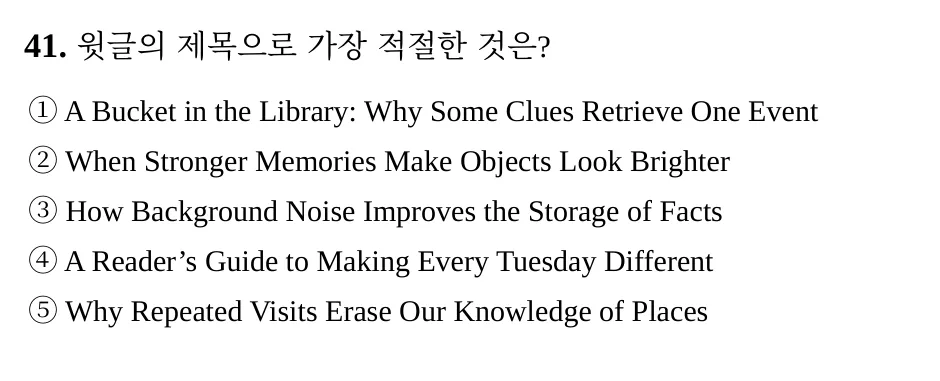 41. 윗글의 제목으로 가장 적절한 것은?
① A Bucket in the Library: Why Some Clues Retrieve One Event
② When Stronger Memories Make Objects Look Brighter
③ How Background Noise Improves the Storage of Facts
④ A Reader’s Guide to Making Every Tuesday Different
⑤ Why Repeated Visits Erase Our Knowledge of Places